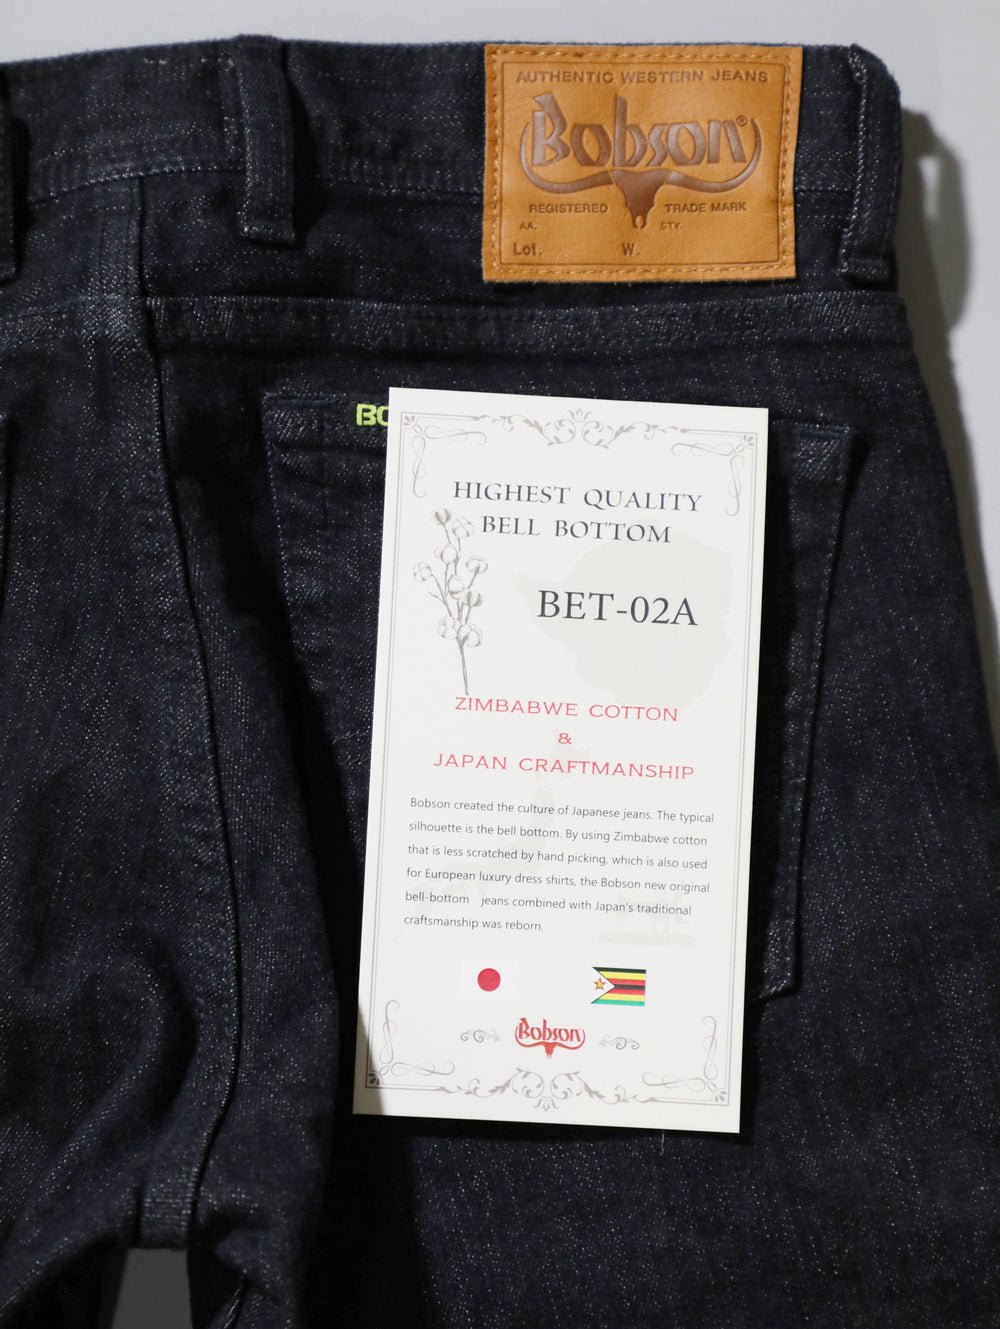 AUTHENTIC WESTERN JEANS
Bobson®
REGISTERED TRADE MARK
AA. STY.
Lot. W.
BO
HIGHEST QUALITY
BELL BOTTOM
BET-02A
ZIMBABWE COTTON
&
JAPAN CRAFTMANSHIP
Bobson created the culture of Japanese jeans. The typical
silhouette is the bell bottom. By using Zimbabwe cotton
that is less scratched by hand picking, which is also used
for European luxury dress shirts, the Bobson new original
bell-bottom jeans combined with Japan's traditional
craftsmanship was reborn.
Bobson